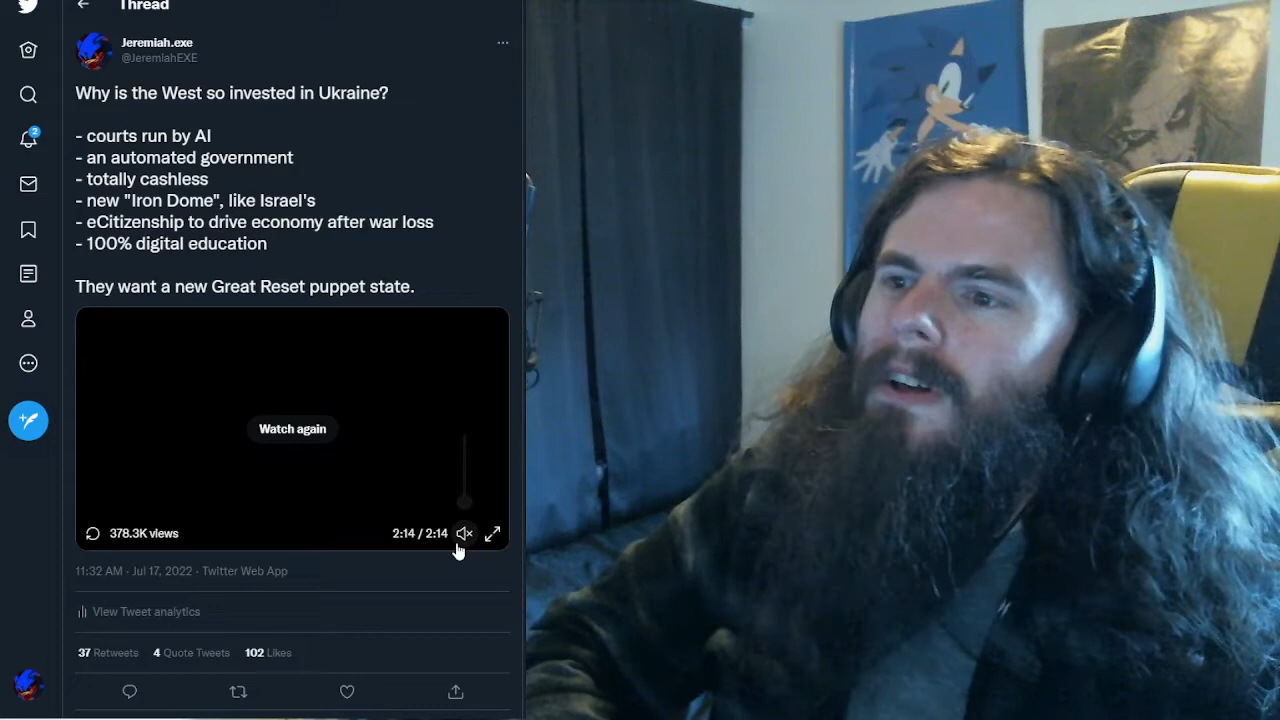 Thread
Jeremiah.exe
@JeremiahEXE
Why is the West so invested in Ukraine?
- courts run by AI
- an automated government
- totally cashless
- new "Iron Dome", like Israel's
- eCitizenship to drive economy after war loss
- 100% digital education
They want a new Great Reset puppet state.
Watch again
378.3K views
2:14 / 2:14
11:32 AM · Jul 17, 2022 · Twitter Web App
View Tweet analytics
37 Retweets 4 Quote Tweets 102 Likes
2